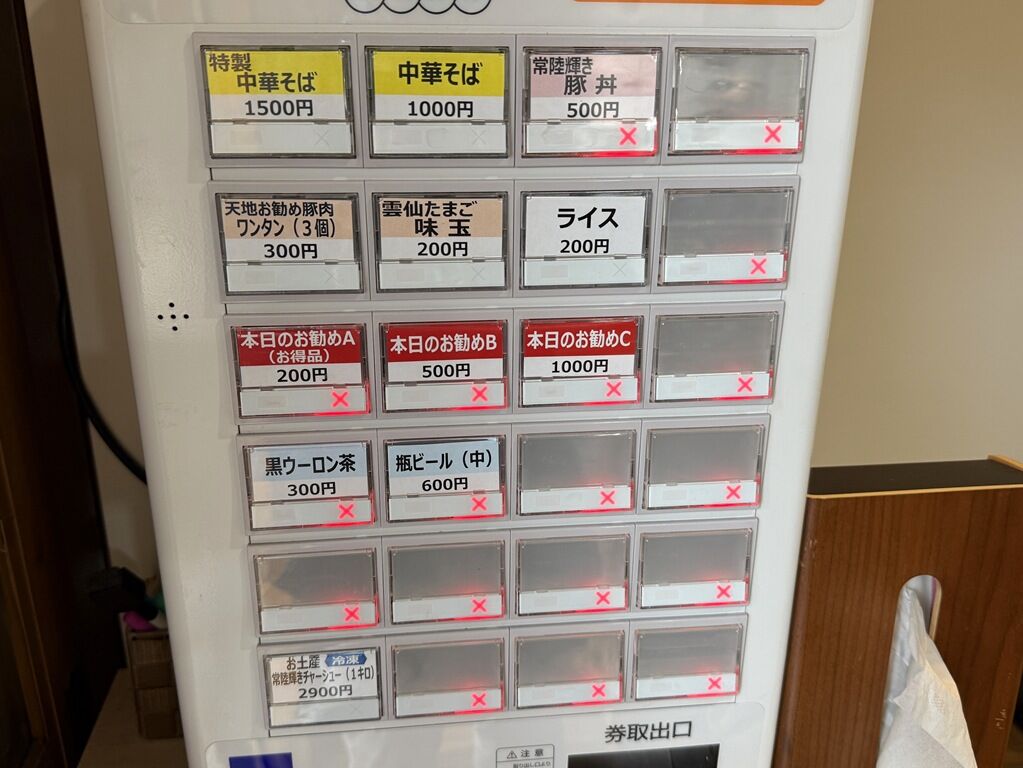 特製
中華そば
1500円
中華そば
1000円
常陸輝き
豚丼
500円
天地お勧め豚肉
ワンタン（3個）
300円
雲仙たまご
味玉
200円
ライス
200円
本日のお勧めA
（お得品）
200円
本日のお勧めB
500円
本日のお勧めC
1000円
黒ウーロン茶
300円
瓶ビール（中）
600円
お土産 冷凍
常陸輝きチャーシュー（1キロ）
2900円
券取出口
注意